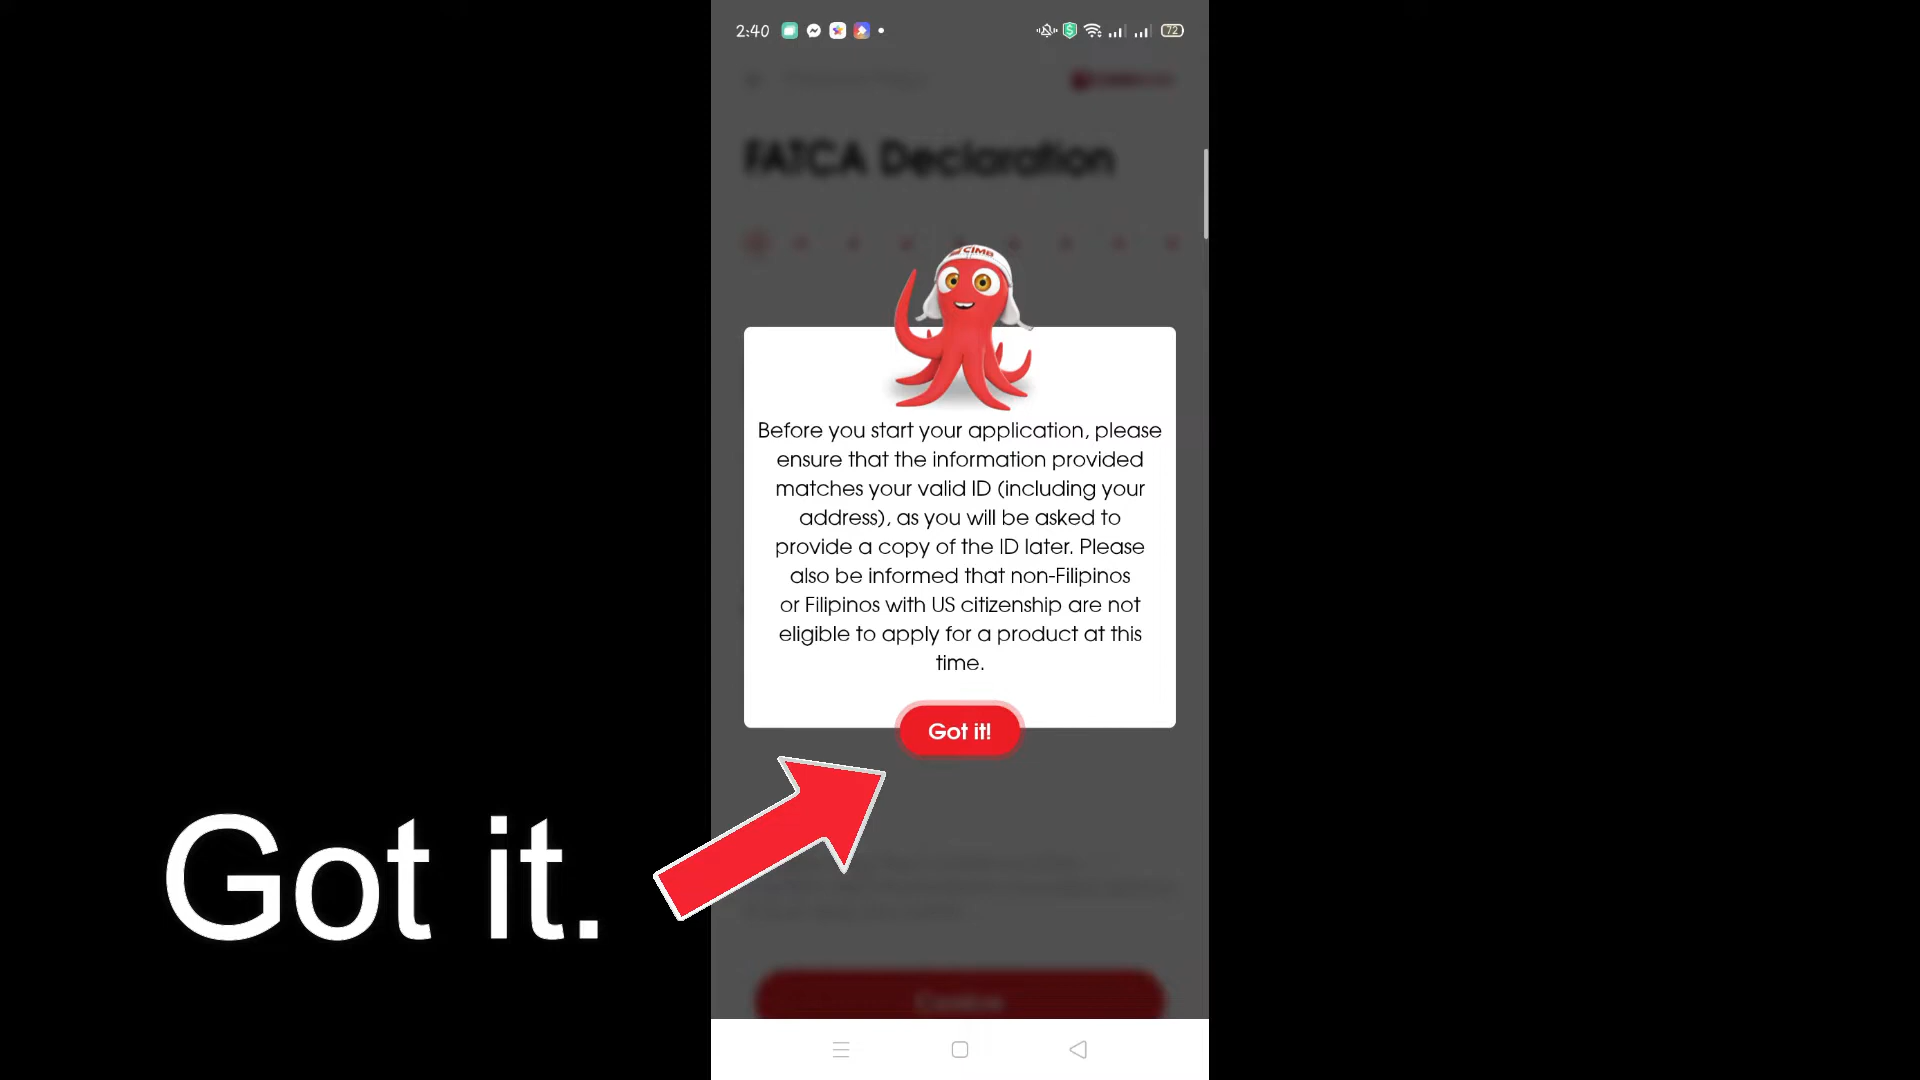 2:40
72
FATCA Declaration
CIMB
Before you start your application, please
ensure that the information provided
matches your valid ID (including your
address), as you will be asked to
provide a copy of the ID later. Please
also be informed that non-Filipinos
or Filipinos with US citizenship are not
eligible to apply for a product at this
time.
Got it!
Got it.